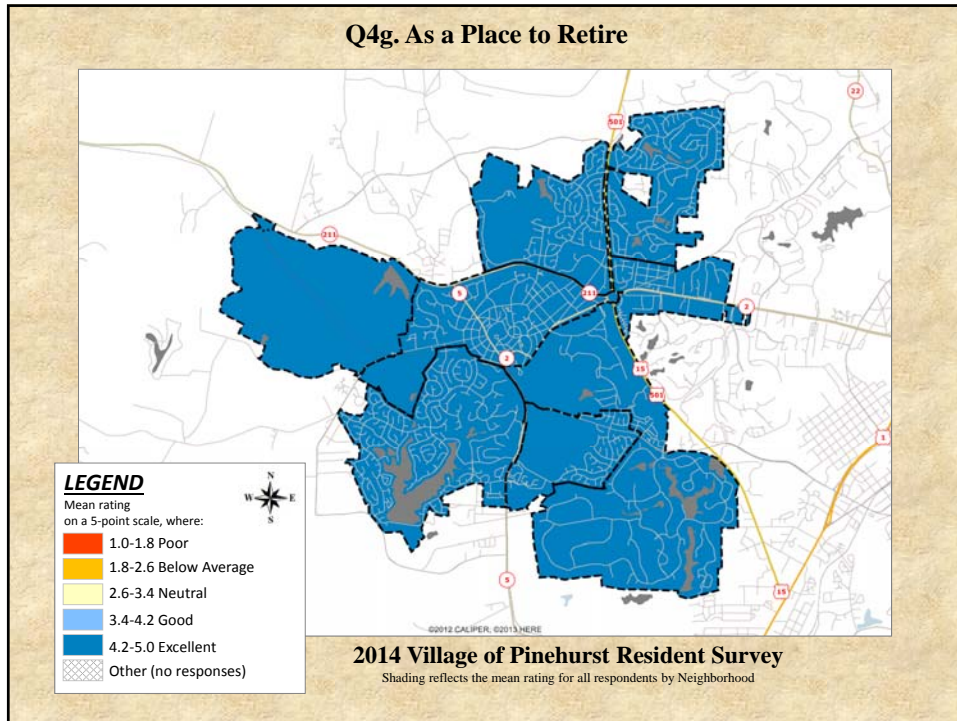 Q4g. As a Place to Retire
22
501
211
5
211
2
2
15
501
1
5
15
LEGEND
Mean rating
on a 5-point scale, where:
N
W E
S
1.0-1.8 Poor
1.8-2.6 Below Average
2.6-3.4 Neutral
3.4-4.2 Good
4.2-5.0 Excellent
Other (no responses)
©2012 CALIPER, ©2013 HERE
2014 Village of Pinehurst Resident Survey
Shading reflects the mean rating for all respondents by Neighborhood